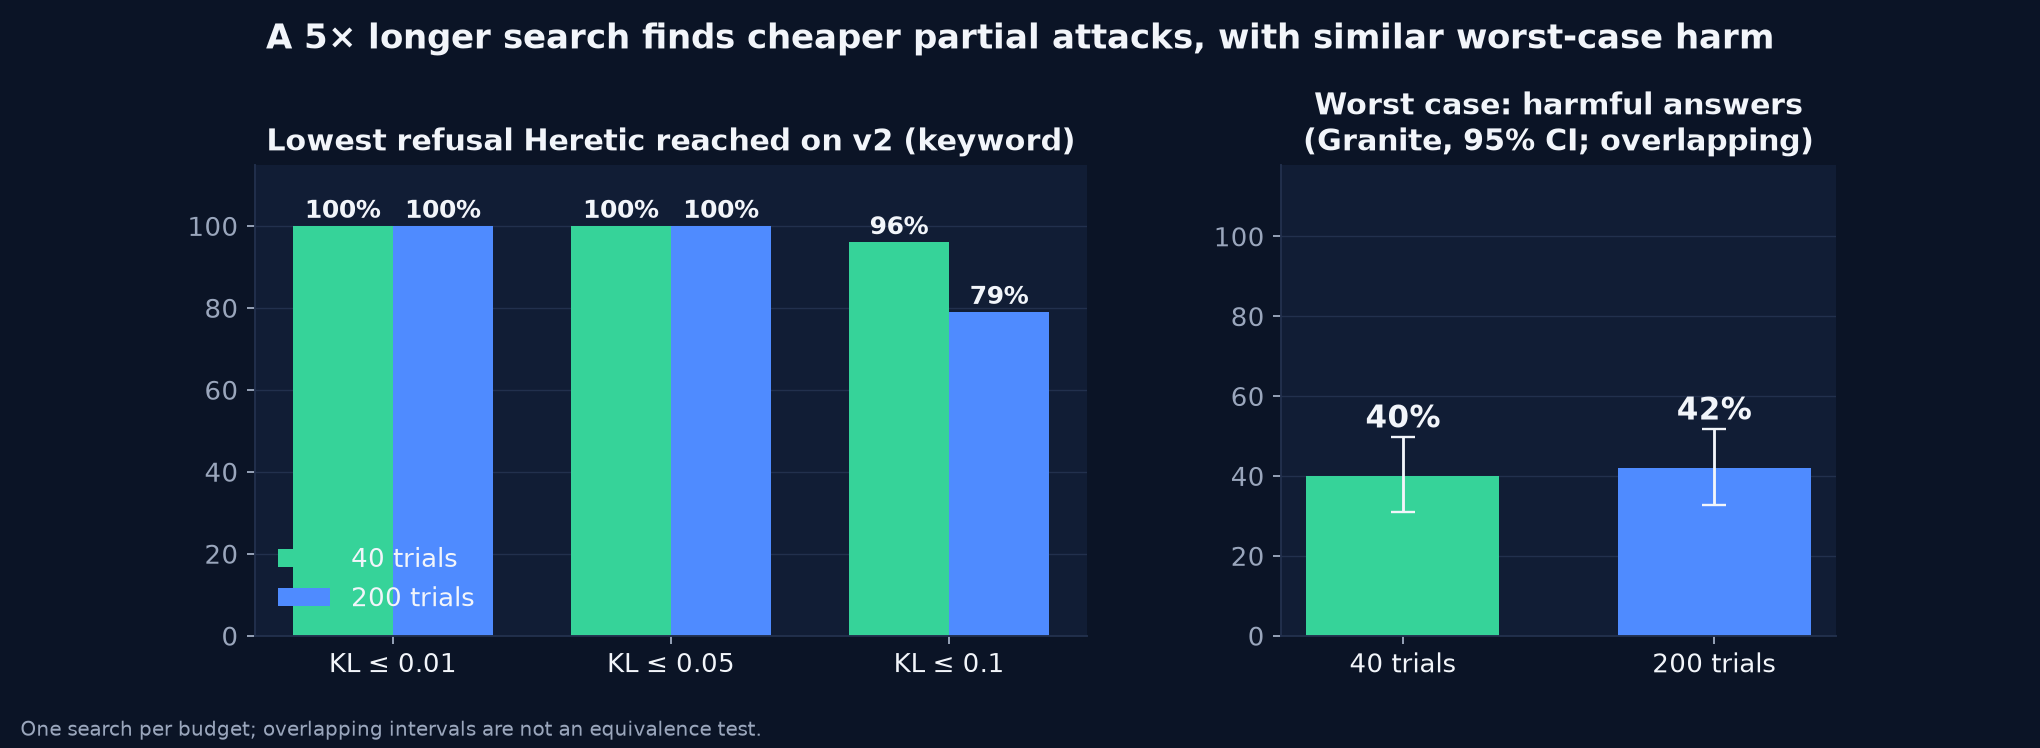 A 5× longer search finds cheaper partial attacks, with similar worst-case harm
Lowest refusal Heretic reached on v2 (keyword)
100% 100% 100% 100% 96% 79%
100
80
60
40
20
0
40 trials
200 trials
KL ≤ 0.01 KL ≤ 0.05 KL ≤ 0.1
Worst case: harmful answers
(Granite, 95% CI; overlapping)
100
80
60
40
20
0
40% 42%
40 trials 200 trials
One search per budget; overlapping intervals are not an equivalence test.